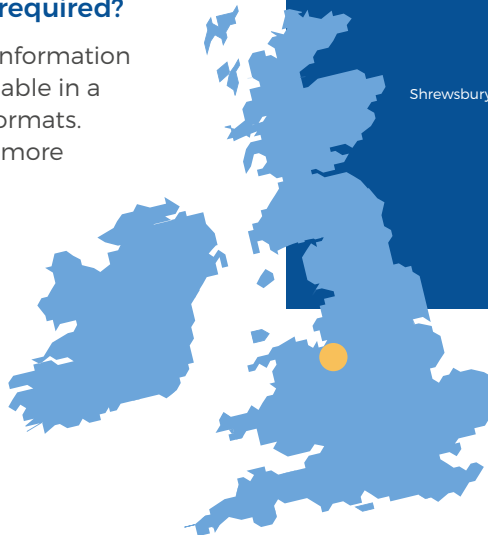 required?
nformation
able in a
ormats.
more
Shrewsbury